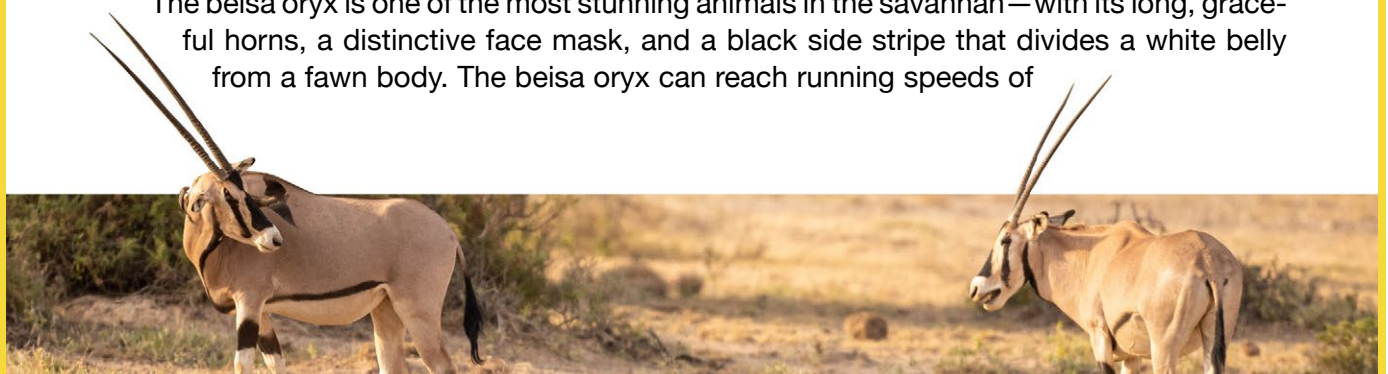 The beisa oryx is one of the most stunning animals in the savannah—with its long, grace-
ful horns, a distinctive face mask, and a black side stripe that divides a white belly
from a fawn body. The beisa oryx can reach running speeds of